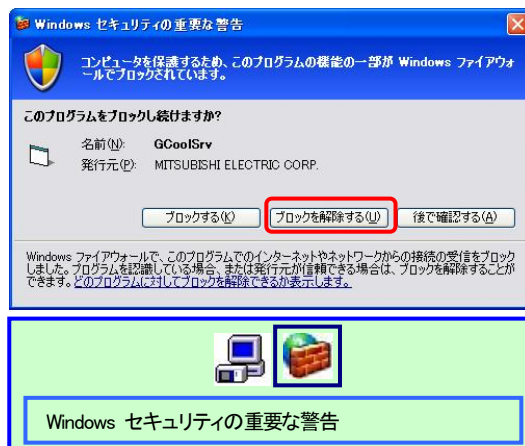 Windows セキュリティの重要な警告
コンピュータを保護するため、このプログラムの機能の一部が Windows ファイアウォ
ールでブロックされています。
このプログラムをブロックし続けますか?
名前(N): GCoolSrv
発行元(P): MITSUBISHI ELECTRIC CORP.
ブロックする(K) ブロックを解除する(U) 後で確認する(A)
Windows ファイアウォールで、このプログラムでのインターネットやネットワークからの接続の受信をブロック
しました。プログラムを認識している場合、または発行元が信頼できる場合は、ブロックを解除することが
できます。どのプログラムに対してブロックを解除できるか表示します。
Windows セキュリティの重要な警告